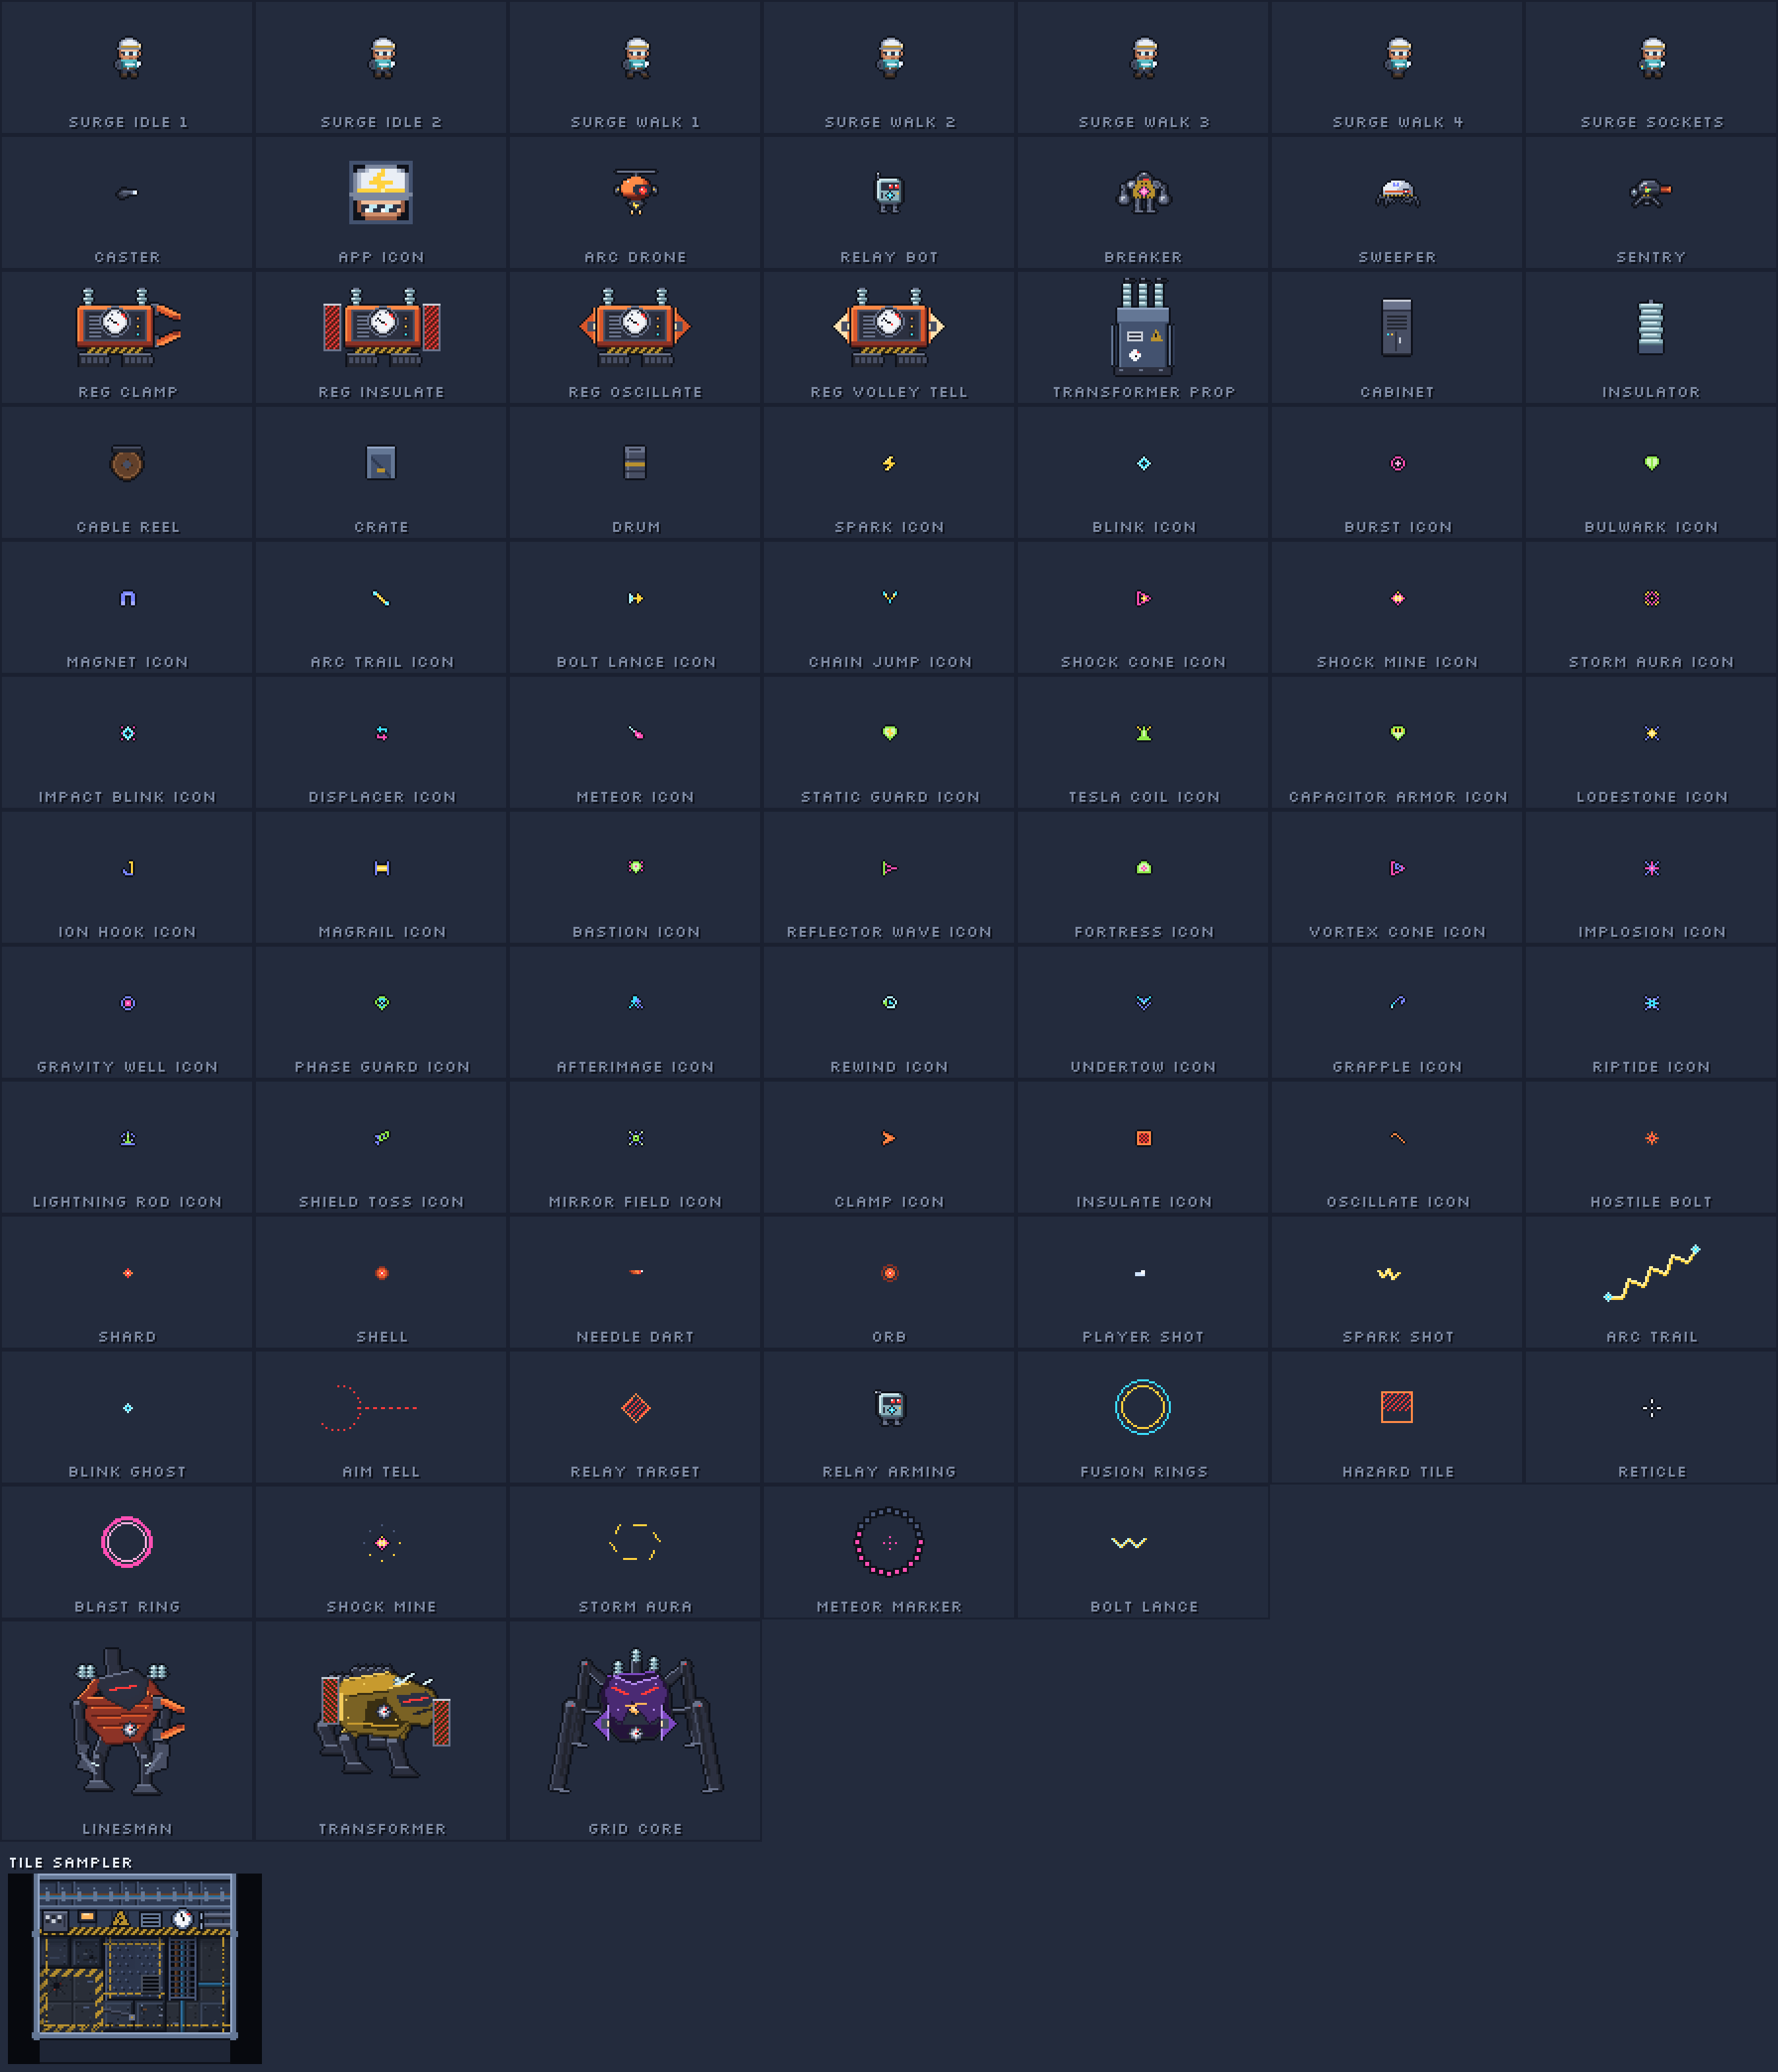 SURGE IDLE 1
SURGE IDLE 2
SURGE WALK 1
SURGE WALK 2
SURGE WALK 3
SURGE WALK 4
SURGE SOCKETS
CASTER
APP ICON
ARC DRONE
RELAY BOT
BREAKER
SWEEPER
SENTRY
REG CLAMP
REG INSULATE
REG OSCILLATE
REG VOLLEY TELL
TRANSFORMER PROP
CABINET
INSULATOR
CABLE REEL
CRATE
DRUM
SPARK ICON
BLINK ICON
BURST ICON
BULWARK ICON
MAGNET ICON
ARC TRAIL ICON
BOLT LANCE ICON
CHAIN JUMP ICON
SHOCK CONE ICON
SHOCK MINE ICON
STORM AURA ICON
IMPACT BLINK ICON
DISPLACER ICON
METEOR ICON
STATIC GUARD ICON
TESLA COIL ICON
CAPACITOR ARMOR ICON
LODESTONE ICON
ION HOOK ICON
MAGRAIL ICON
BASTION ICON
REFLECTOR WAVE ICON
FORTRESS ICON
VORTEX CONE ICON
IMPLOSION ICON
GRAVITY WELL ICON
PHASE GUARD ICON
AFTERIMAGE ICON
REWIND ICON
UNDERTOW ICON
GRAPPLE ICON
RIPTIDE ICON
LIGHTNING ROD ICON
SHIELD TOSS ICON
MIRROR FIELD ICON
CLAMP ICON
INSULATE ICON
OSCILLATE ICON
HOSTILE BOLT
SHARD
SHELL
NEEDLE DART
ORB
PLAYER SHOT
SPARK SHOT
ARC TRAIL
BLINK GHOST
AIM TELL
RELAY TARGET
RELAY ARMING
FUSION RINGS
HAZARD TILE
RETICLE
BLAST RING
SHOCK MINE
STORM AURA
METEOR MARKER
BOLT LANCE
LINESMAN
TRANSFORMER
GRID CORE
TILE SAMPLER